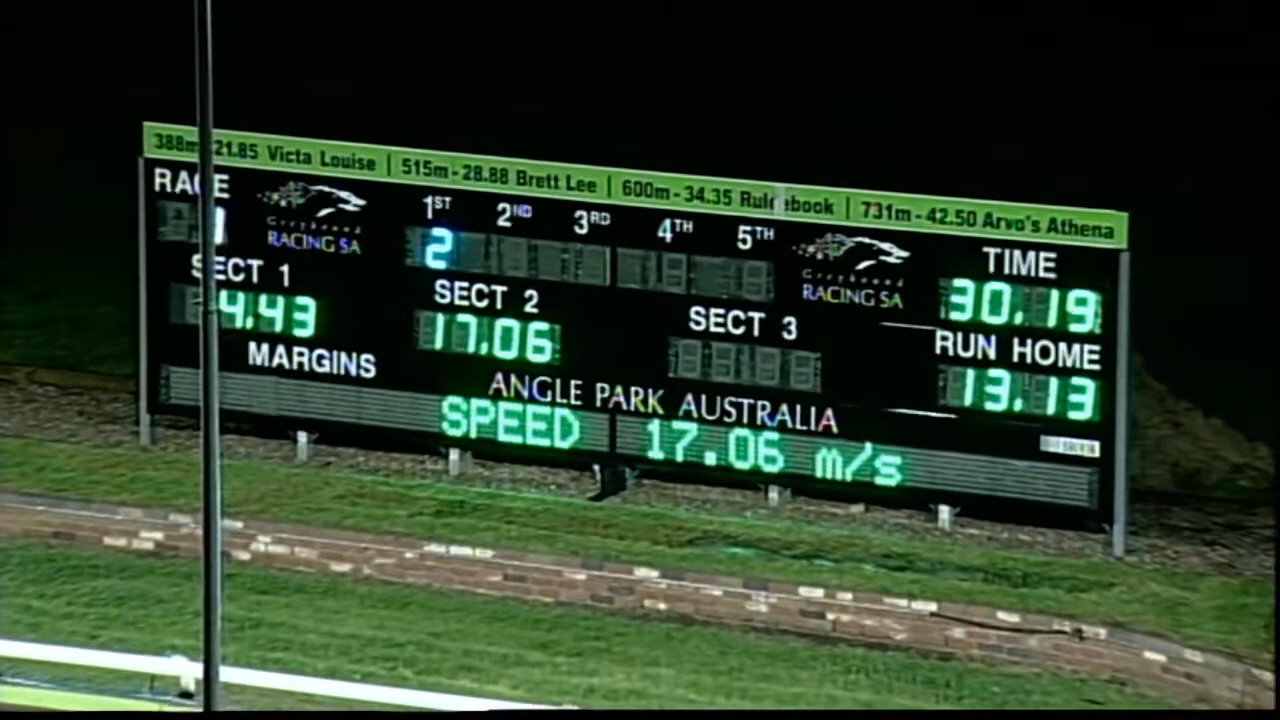 388m 21.85 Victa Louise | 515m - 28.88 Brett Lee | 600m - 34.35 Rulebook | 731m - 42.50 Arvo's Athena
RACE 1ST 2ND 3RD 4TH 5TH TIME
1 Greyhound RACING SA 2 Greyhound RACING SA 30.19
SECT 1 SECT 2 SECT 3 RUN HOME
4.43 17.06 13.13
MARGINS ANGLE PARK AUSTRALIA
SPEED 17.06 m/s